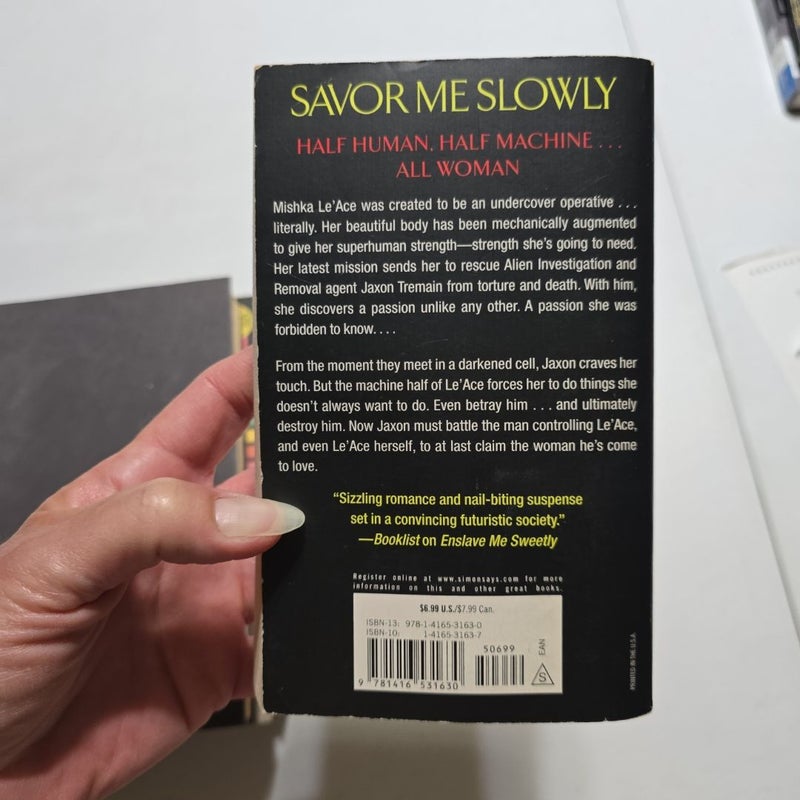 SAVOR ME SLOWLY
HALF HUMAN, HALF MACHINE . . .
ALL WOMAN
Mishka Le'Ace was created to be an undercover operative . . .
literally. Her beautiful body has been mechanically augmented
to give her superhuman strength—strength she's going to need.
Her latest mission sends her to rescue Alien Investigation and
Removal agent Jaxon Tremain from torture and death. With him,
she discovers a passion unlike any other. A passion she was
forbidden to know. . . .
From the moment they meet in a darkened cell, Jaxon craves her
touch. But the machine half of Le'Ace forces her to do things she
doesn't always want to do. Even betray him . . . and ultimately
destroy him. Now Jaxon must battle the man controlling Le'Ace,
and even Le'Ace herself, to at last claim the woman he's come
to love.
“Sizzling romance and nail-biting suspense
set in a convincing futuristic society.”
—Booklist on Enslave Me Sweetly
Register online at www.simonsays.com for more
information on this and other great books.
$6.99 U.S./$7.99 Can.
ISBN-13: 978-1-4165-3163-0
ISBN-10: 1-4165-3163-7
50699
EAN
S
9 781416 531630
PRINTED IN THE U.S.A.